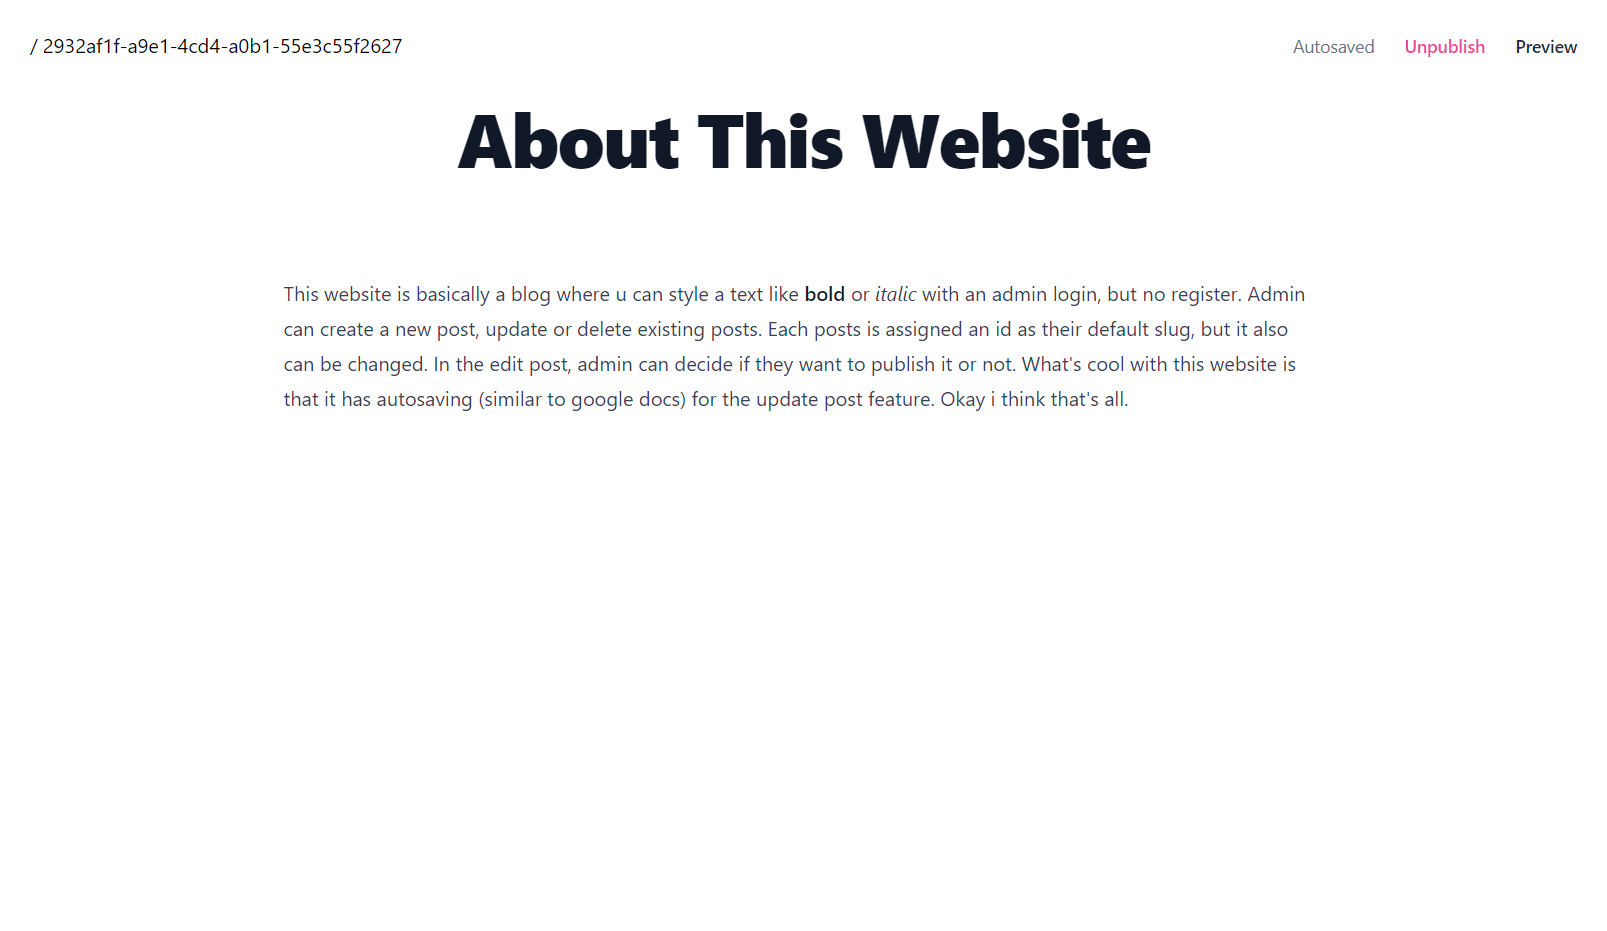 / 2932af1f-a9e1-4cd4-a0b1-55e3c55f2627
Autosaved Unpublish Preview
About This Website
This website is basically a blog where u can style a text like bold or italic with an admin login, but no register. Admin
can create a new post, update or delete existing posts. Each posts is assigned an id as their default slug, but it also
can be changed. In the edit post, admin can decide if they want to publish it or not. What's cool with this website is
that it has autosaving (similar to google docs) for the update post feature. Okay i think that's all.